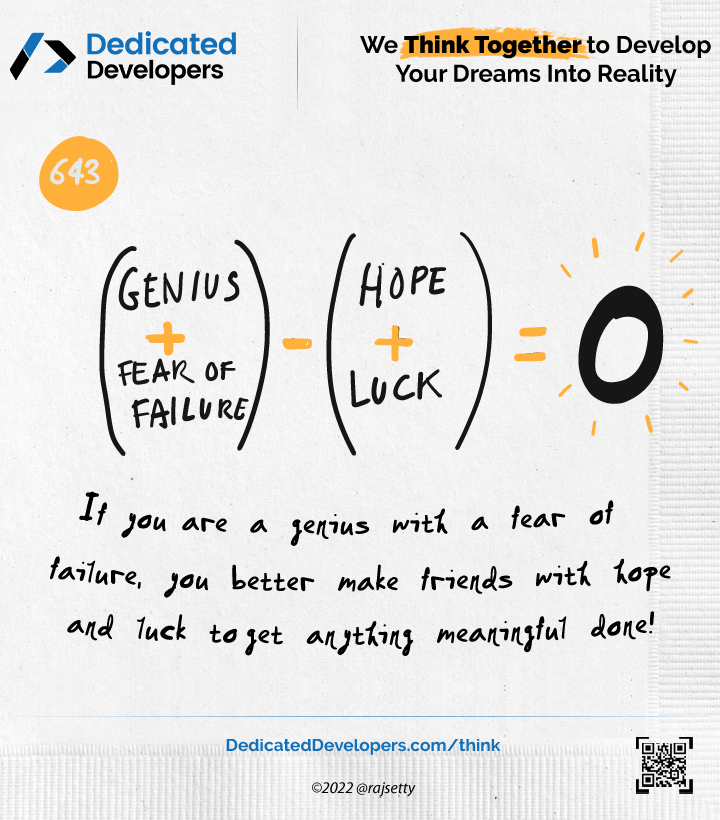 Dedicated
Developers
We Think Together to Develop
Your Dreams Into Reality
643
(GENIUS + FEAR OF FAILURE) - (HOPE + LUCK) = 0
If you are a genius with a fear of
failure, you better make friends with hope
and luck to get anything meaningful done!
DedicatedDevelopers.com/think
©2022 @rajsetty